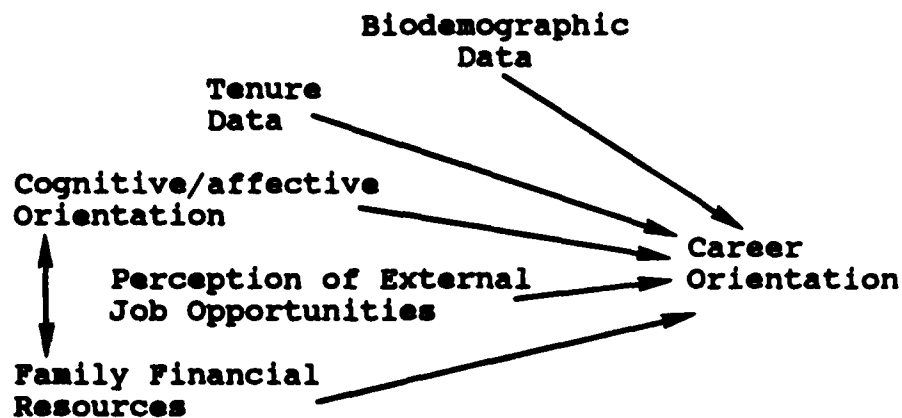 Biodemographic
Data
Tenure
Data
Cognitive/affective
Orientation
Career
Orientation
Perception of External
Job Opportunities
Family Financial
Resources